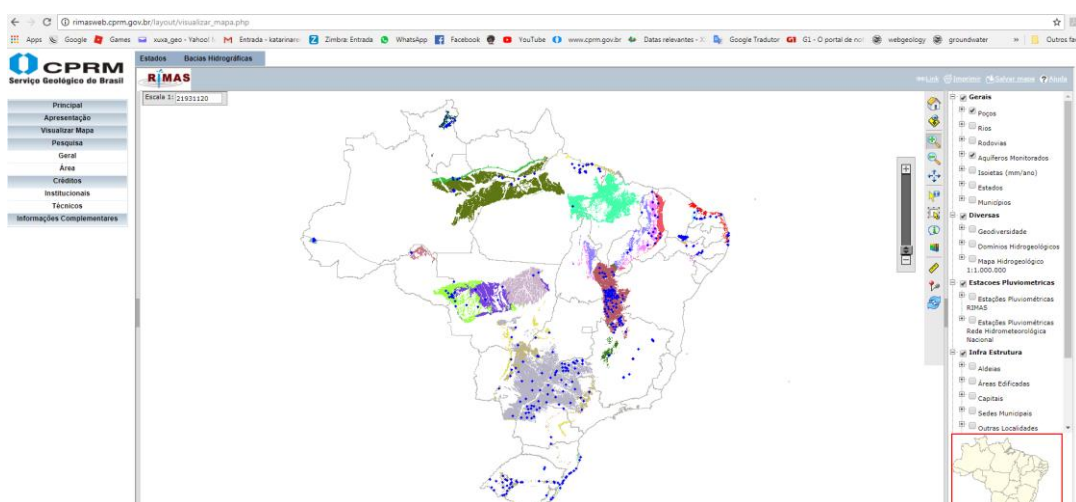 rimasweb.cprm.gov.br/layout/visualizar_mapa.php
Apps Google Games xuxa_geo - Yahoo! Entrada - katarinare Zimbra: Entrada WhatsApp Facebook YouTube www.cprm.gov.br Datas relevantes - Google Tradutor G1 - O portal de no webgeology groundwater » Outros fa
CPRM
Serviço Geológico do Brasil
Principal
Apresentação
Visualizar Mapa
Pesquisa
Geral
Área
Créditos
Institucionais
Técnicos
Informações Complementares
Estados Bacias Hidrográficas
RIMAS
Link Imprimir Salvar mapa Ajuda
Escala 1: 21931120
Gerais
Poços
Rios
Rodovias
Aquíferos Monitorados
Isoietas (mm/ano)
Estados
Municípios
Diversas
Geodiversidade
Domínios Hidrogeológicos
Mapa Hidrogeológico
1:1.000.000
Estacoes Pluviometricas
Estações Pluviométricas
RIMAS
Estações Pluviométricas
Rede Hidrometeorológica
Nacional
Infra Estrutura
Aldeias
Áreas Edificadas
Capitais
Sedes Municipais
Outras Localidades